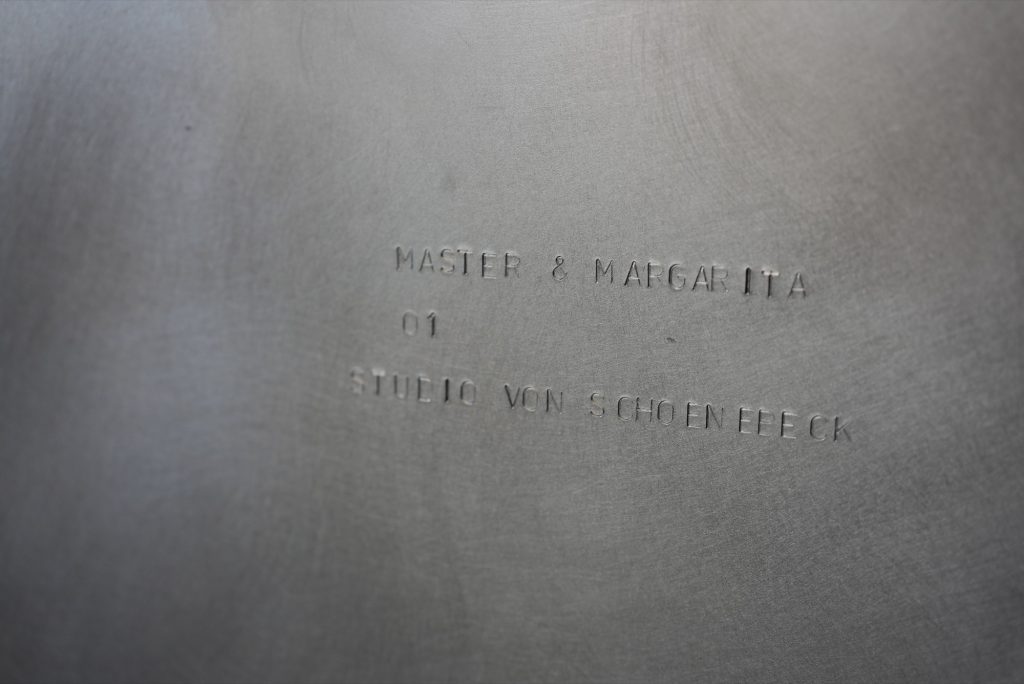 MASTER & MARGARITA
01
STUDIO VON SCHOENEBECK